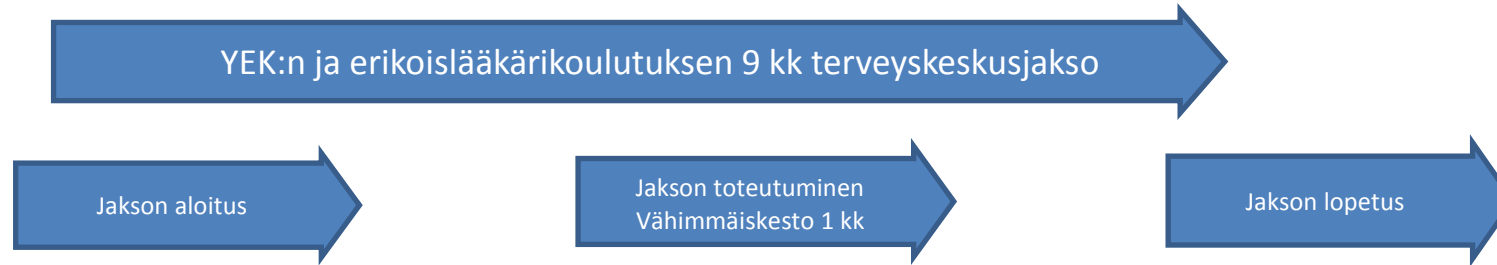 YEK:n ja erikoislääkärikoulutuksen 9 kk terveyskeskusjakso
Jakson aloitus
Jakson toteutuminen
Vähimmäiskesto 1 kk
Jakson lopetus